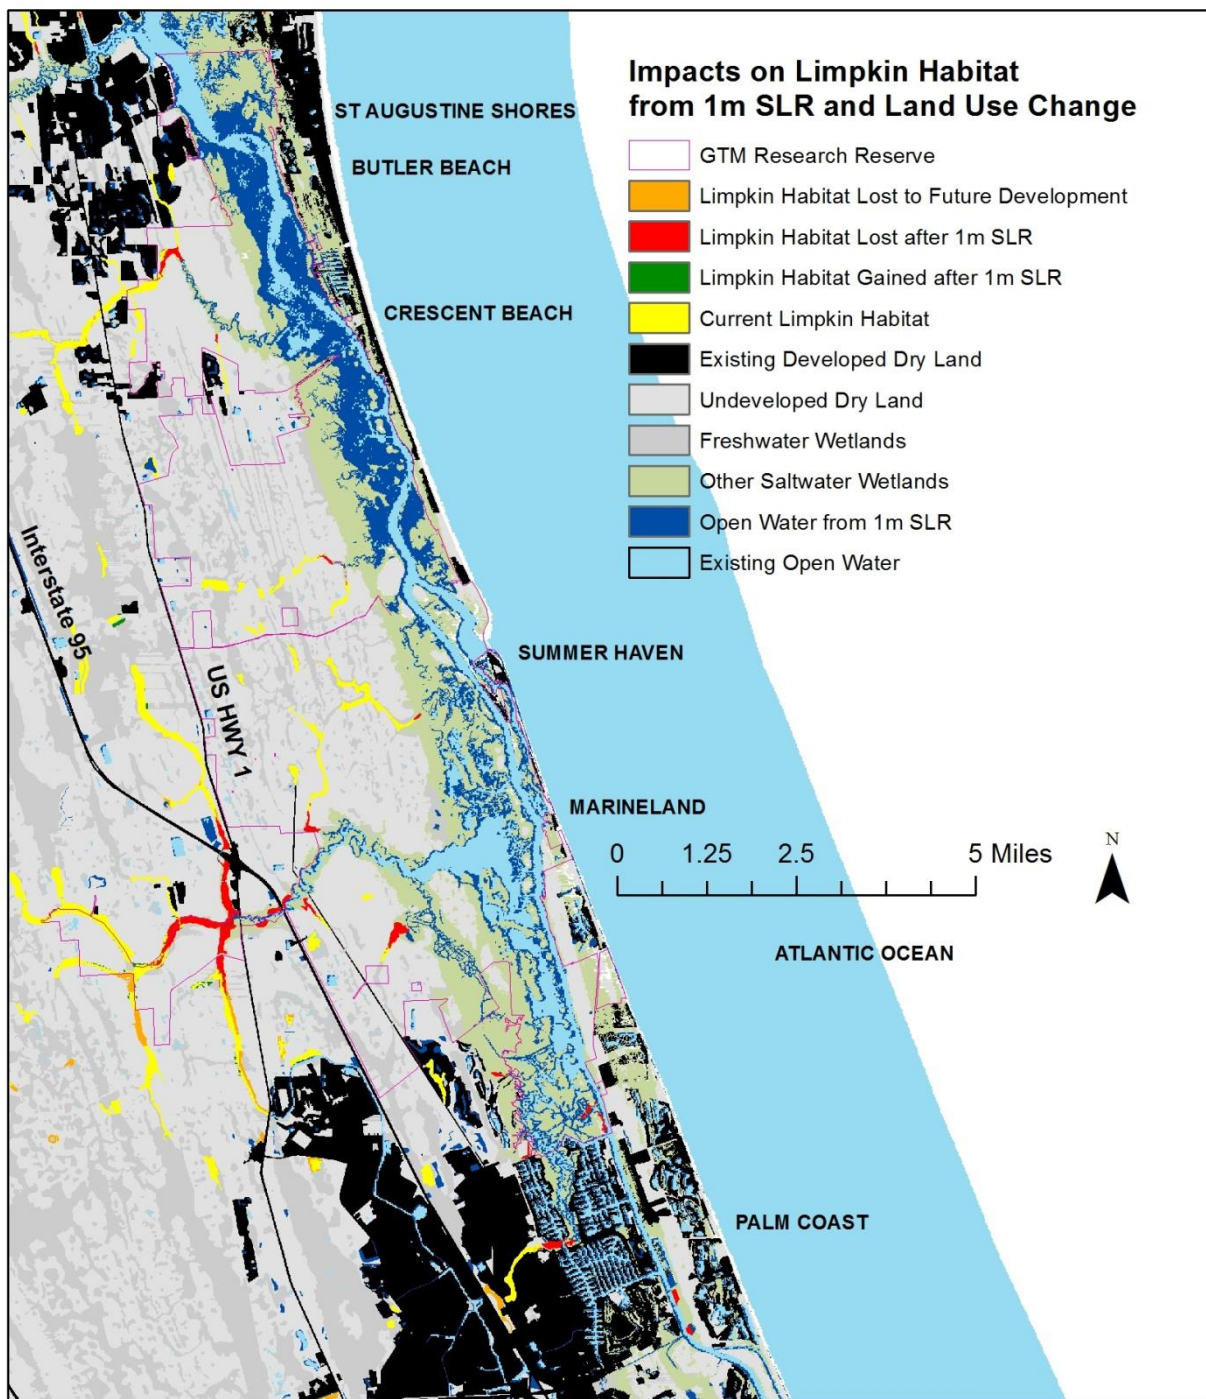 Impacts on Limpkin Habitat
from 1m SLR and Land Use Change
GTM Research Reserve
Limpkin Habitat Lost to Future Development
Limpkin Habitat Lost after 1m SLR
Limpkin Habitat Gained after 1m SLR
Current Limpkin Habitat
Existing Developed Dry Land
Undeveloped Dry Land
Freshwater Wetlands
Other Saltwater Wetlands
Open Water from 1m SLR
Existing Open Water
ST AUGUSTINE SHORES
BUTLER BEACH
CRESCENT BEACH
Interstate 95
US HWY 1
SUMMER HAVEN
MARINELAND
0 1.25 2.5 5 Miles
N
ATLANTIC OCEAN
PALM COAST